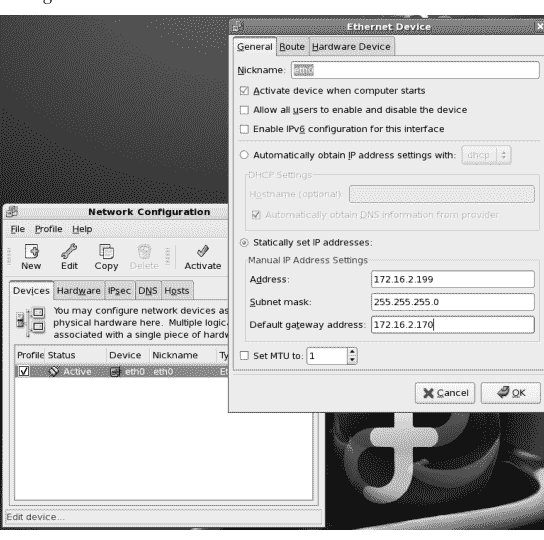 Ethernet Device
General Route Hardware Device
Nickname: eth0
Activate device when computer starts
Allow all users to enable and disable the device
Enable IPv6 configuration for this interface
Automatically obtain IP address settings with: dhcp
DHCP Settings
Hostname (optional)
Automatically obtain DNS information from provider
Statically set IP addresses:
Manual IP Address Settings
Address: 172.16.2.199
Subnet mask: 255.255.255.0
Default gateway address: 172.16.2.170
Set MTU to: 1
Cancel OK
Network Configuration
File Profile Help
New Edit Copy Delete Activate
Devices Hardware IPsec DNS Hosts
You may configure network devices as
physical hardware here. Multiple logic
associated with a single piece of hardw
Profile Status Device Nickname Ty
Active eth0 eth0 Et
Edit device...